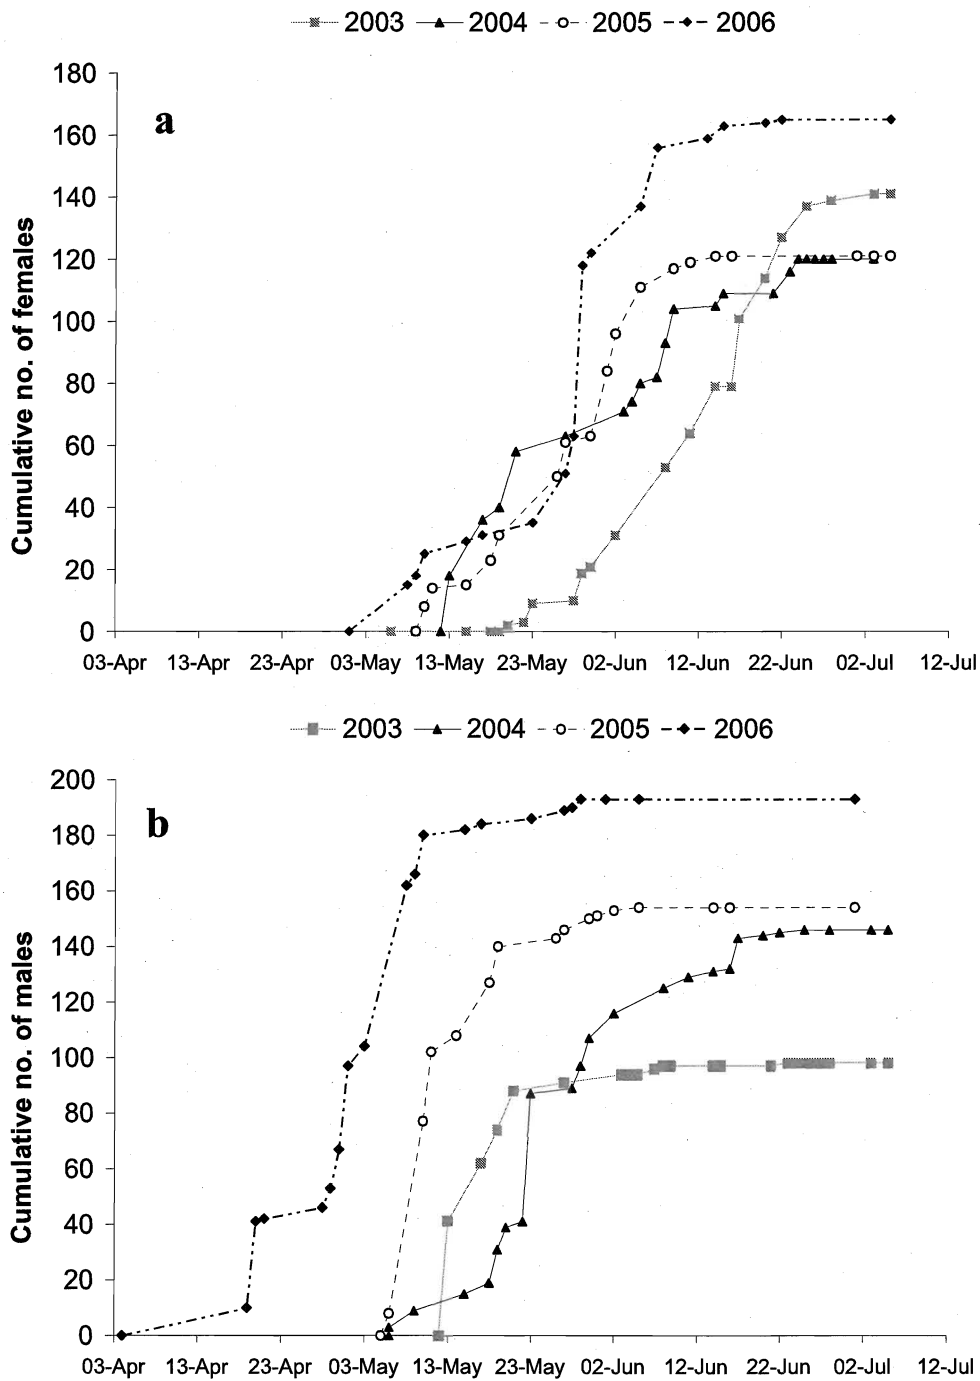 2003 2004 2005 2006
180
a
160
140
120
100
80
60
40
20
0
Cumulative no. of females
03-Apr 13-Apr 23-Apr 03-May 13-May 23-May 02-Jun 12-Jun 22-Jun 02-Jul 12-Jul
2003 2004 2005 2006
200
b
180
160
140
120
100
80
60
40
20
0
Cumulative no. of males
03-Apr 13-Apr 23-Apr 03-May 13-May 23-May 02-Jun 12-Jun 22-Jun 02-Jul 12-Jul